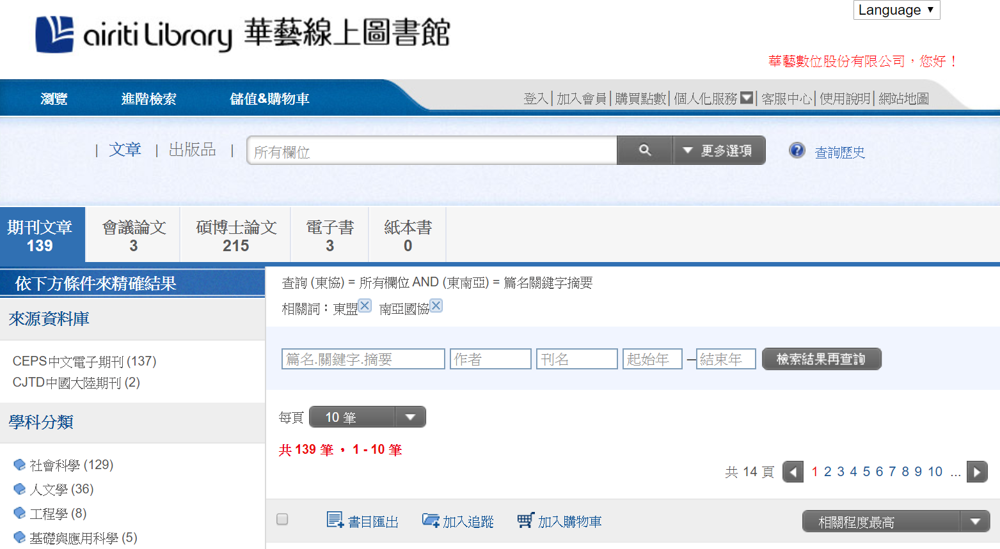 Language ▼
airiti Library 華藝線上圖書館
華藝數位股份有限公司，您好！
瀏覽 進階檢索 儲值&購物車
登入| 加入會員| 購買點數| 個人化服務 | 客服中心| 使用說明| 網站地圖
| 文章 | 出版品 | 所有欄位 更多選項 ? 查詢歷史
期刊文章 會議論文 碩博士論文 電子書 紙本書
139 3 215 3 0
依下方條件來精確結果
查詢 (東協) = 所有欄位 AND (東南亞) = 篇名關鍵字摘要
相關詞：東盟 南亞國協
來源資料庫
CEPS中文電子期刊 (137)
CJTD中國大陸期刊 (2)
篇名.關鍵字.摘要 作者 刊名 起始年 –結束年 檢索結果再查詢
學科分類
社會科學 (129)
人文學 (36)
工程學 (8)
基礎與應用科學 (5)
每頁 10 筆
共 139 筆， 1 - 10 筆
共 14 頁 1 2 3 4 5 6 7 8 9 10 ...
書目匯出 加入追蹤 加入購物車 相關程度最高